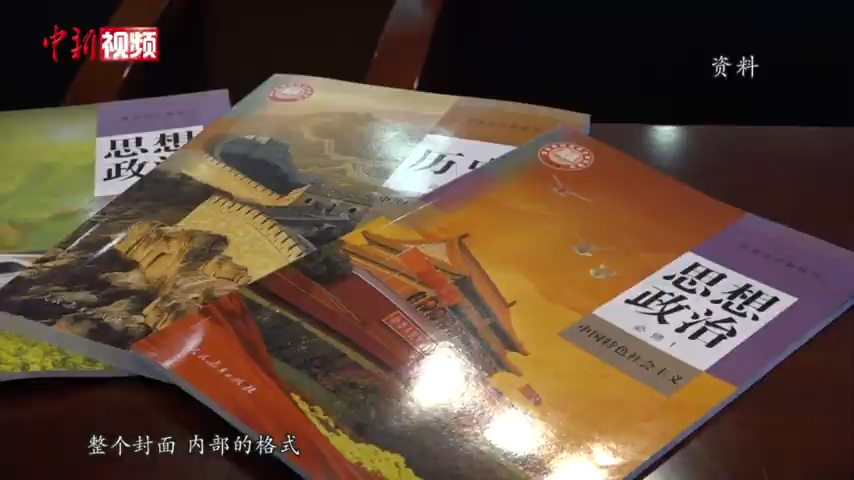 中新视频
资料
思想
政治
历史
思想
政治
必修1
中国特色社会主义
人民教育出版社
整个封面 内部的格式